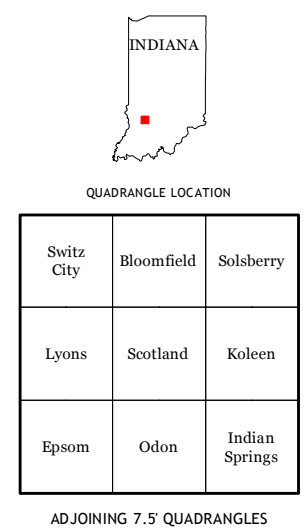 INDIANA
QUADRANGLE LOCATION
Switz
City
Bloomfield
Solsberry
Lyons
Scotland
Koleen
Epsom
Odon
Indian
Springs
ADJOINING 7.5' QUADRANGLES